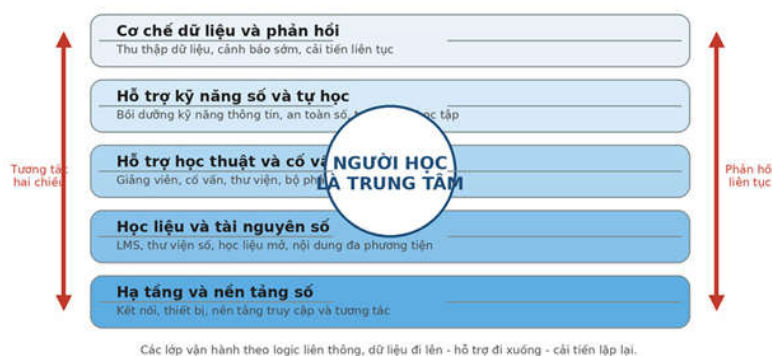 Cơ chế dữ liệu và phản hồi
Thu thập dữ liệu, cảnh báo sớm, cải tiến liên tục
Hỗ trợ kỹ năng số và tự học
Bồi dưỡng kỹ năng thông tin, an toàn số, học tập
Hỗ trợ học thuật và cố
Giảng viên, cố vấn, thư viện, bộ
NGƯỜI HỌC
LÀ TRUNG TÂM
Tương tác
hai chiều
Phản hồi
liên tục
Học liệu và tài nguyên số
LMS, thư viện số, học liệu mở, nội dung đa phương tiện
Hạ tầng và nền tảng số
Kết nối, thiết bị, nền tảng truy cập và tương tác
Các lớp vận hành theo logic liên thông, dữ liệu đi lên - hỗ trợ đi xuống - cải tiến lặp lại.